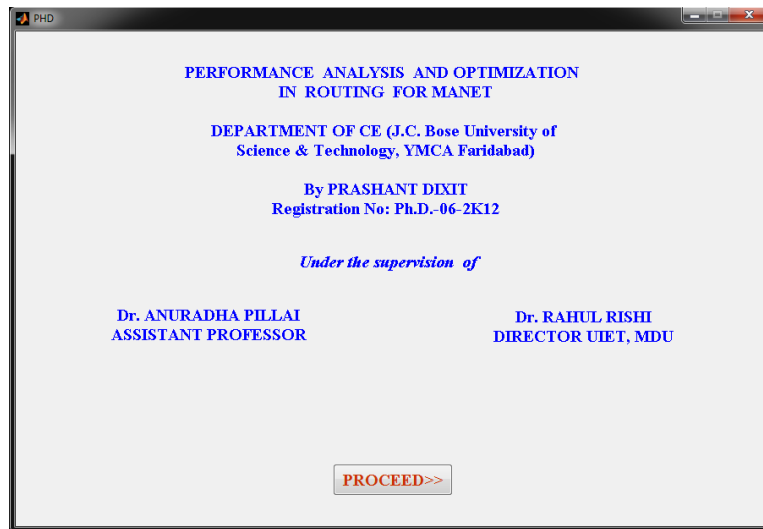 PHD
PERFORMANCE ANALYSIS AND OPTIMIZATION
IN ROUTING FOR MANET
DEPARTMENT OF CE (J.C. Bose University of
Science & Technology, YMCA Faridabad)
By PRASHANT DIXIT
Registration No: Ph.D.-06-2K12
Under the supervision of
Dr. ANURADHA PILLAI
ASSISTANT PROFESSOR
Dr. RAHUL RISHI
DIRECTOR UIET, MDU
PROCEED>>